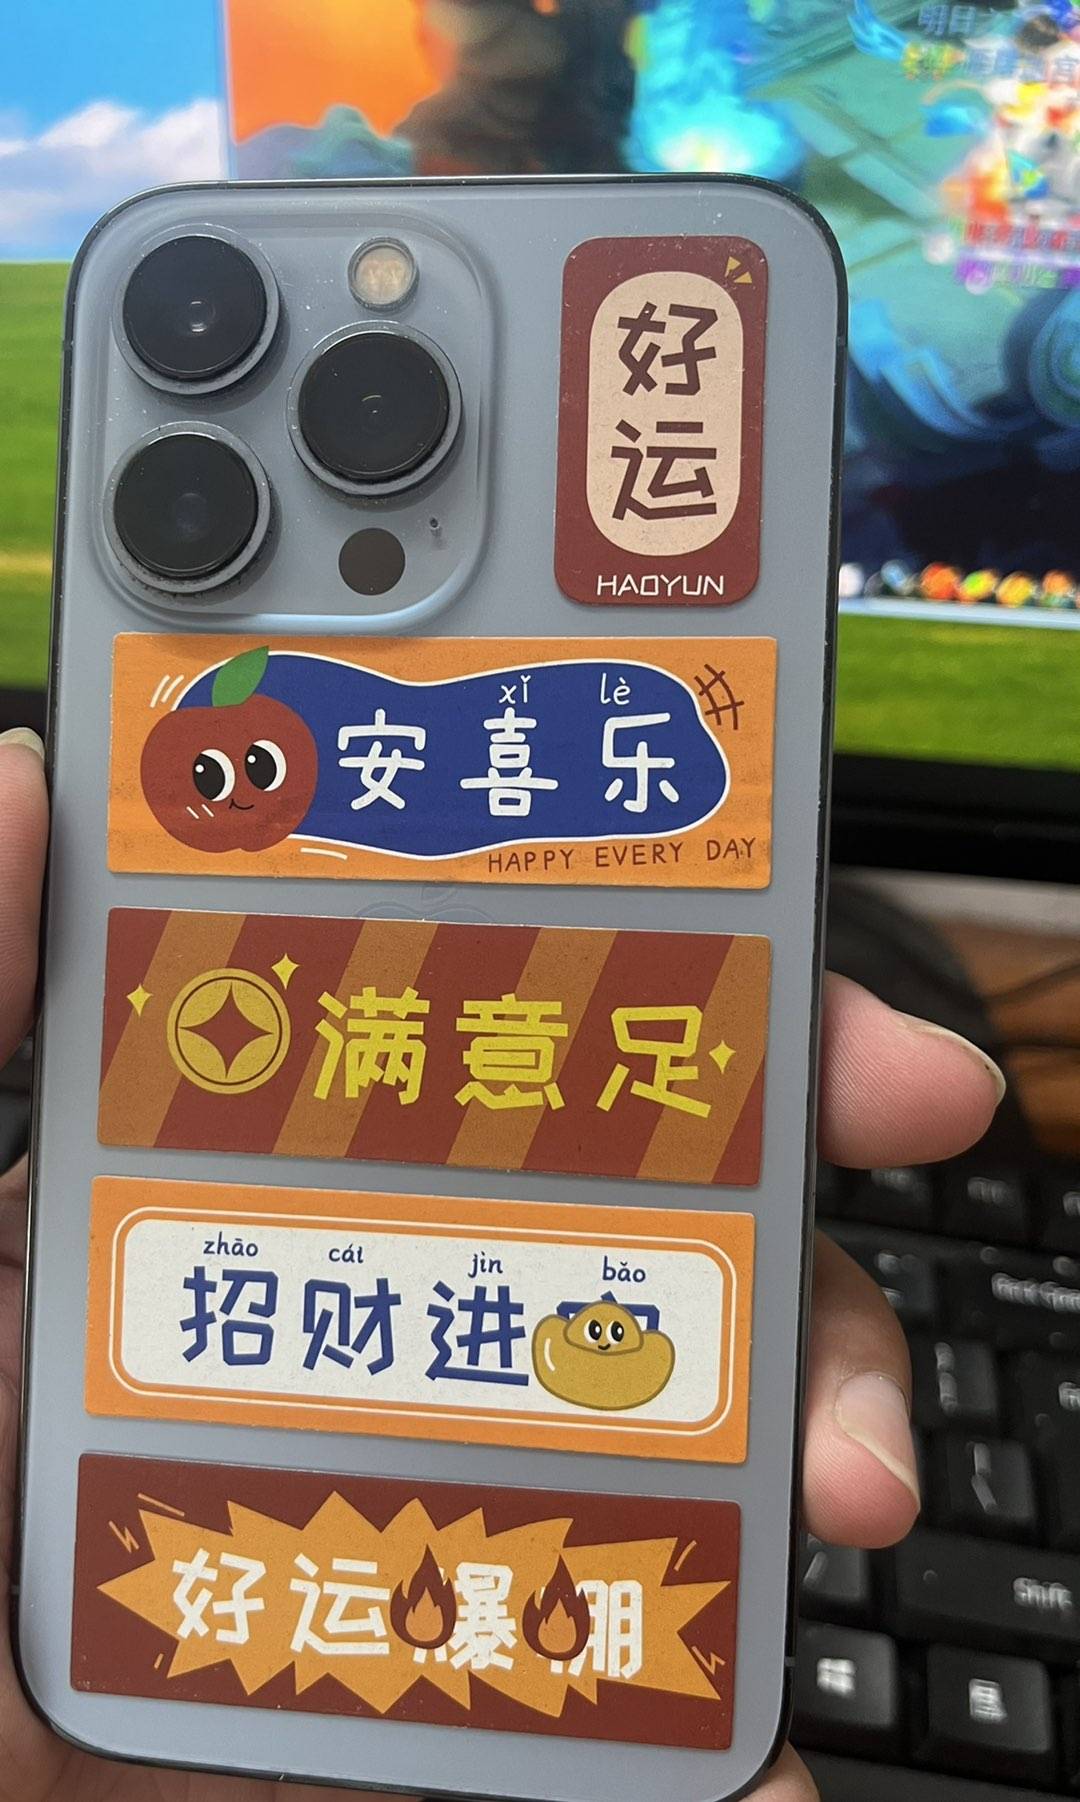 好
运
HAOYUN
xǐ lè
安喜乐
HAPPY EVERY DAY
满意足
zhāo cái jìn bǎo
招财进
好运爆棚
Shift